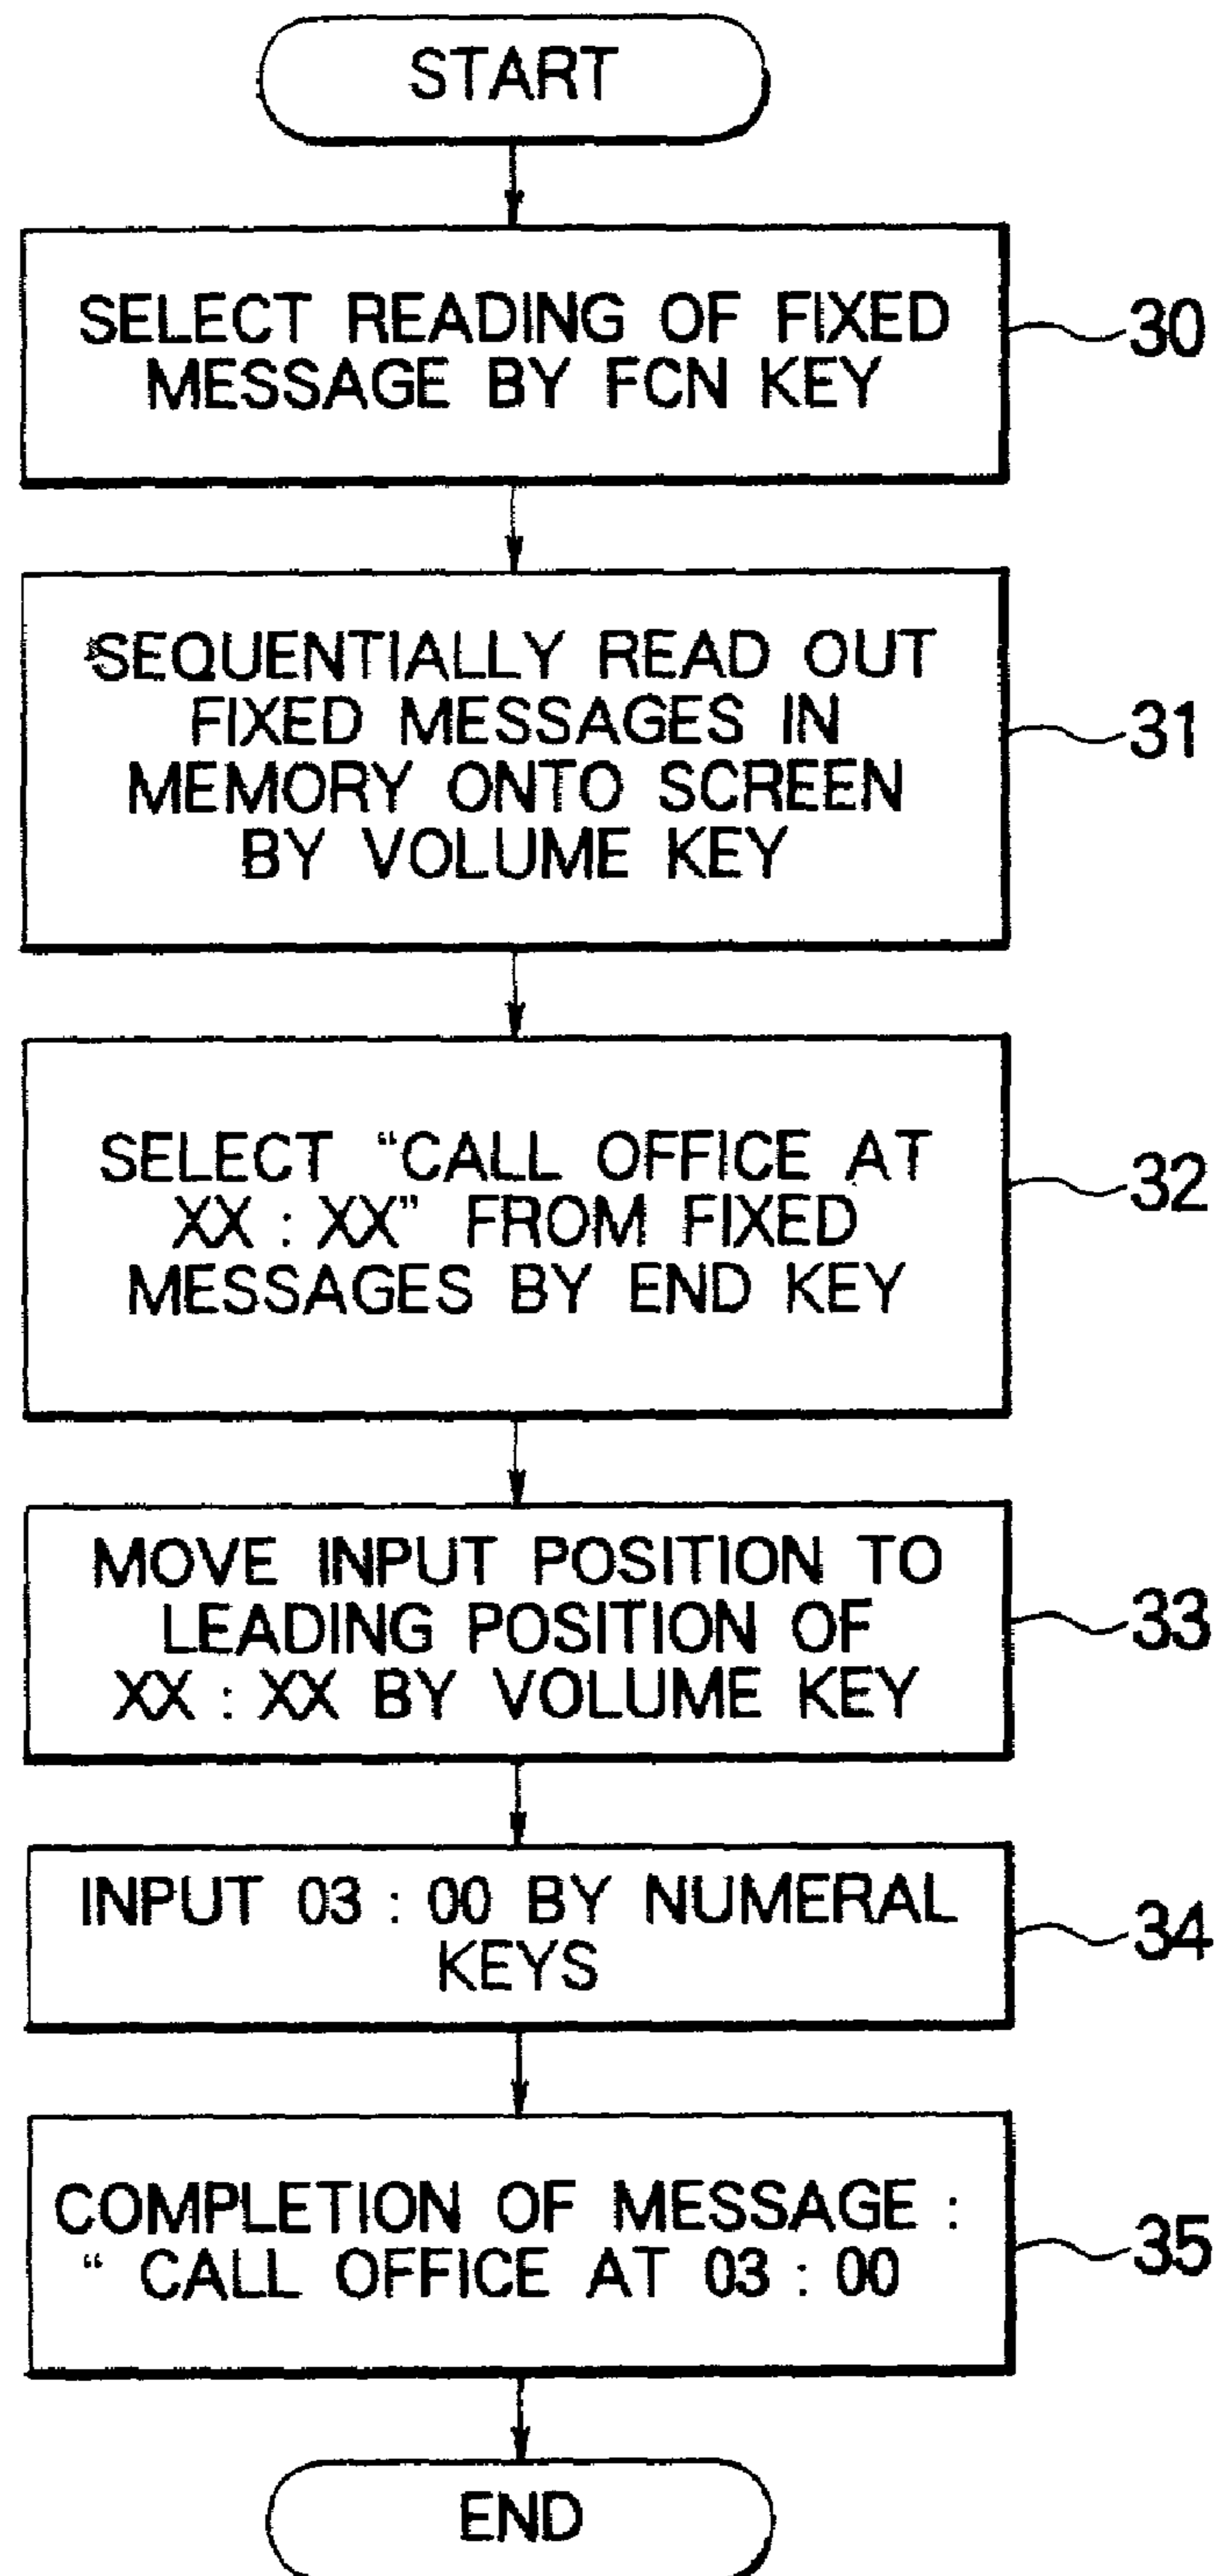 START
SELECT READING OF FIXED
MESSAGE BY FCN KEY
30
SEQUENTIALLY READ OUT
FIXED MESSAGES IN
MEMORY ONTO SCREEN
BY VOLUME KEY
31
SELECT “CALL OFFICE AT
XX : XX” FROM FIXED
MESSAGES BY END KEY
32
MOVE INPUT POSITION TO
LEADING POSITION OF
XX : XX BY VOLUME KEY
33
INPUT 03 : 00 BY NUMERAL
KEYS
34
COMPLETION OF MESSAGE :
“ CALL OFFICE AT 03 : 00
35
END